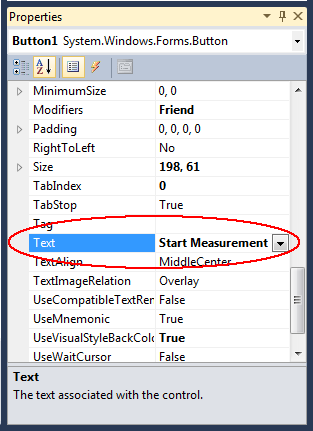 Properties
Button1 System.Windows.Forms.Button
MinimumSize 0, 0
Modifiers Friend
Padding 0, 0, 0, 0
RightToLeft No
Size 198, 61
TabIndex 0
TabStop True
Tag
Text Start Measurement
TextAlign MiddleCenter
TextImageRelation Overlay
UseCompatibleTextRen False
UseMnemonic True
UseVisualStyleBackColo True
UseWaitCursor False
Text
The text associated with the control.